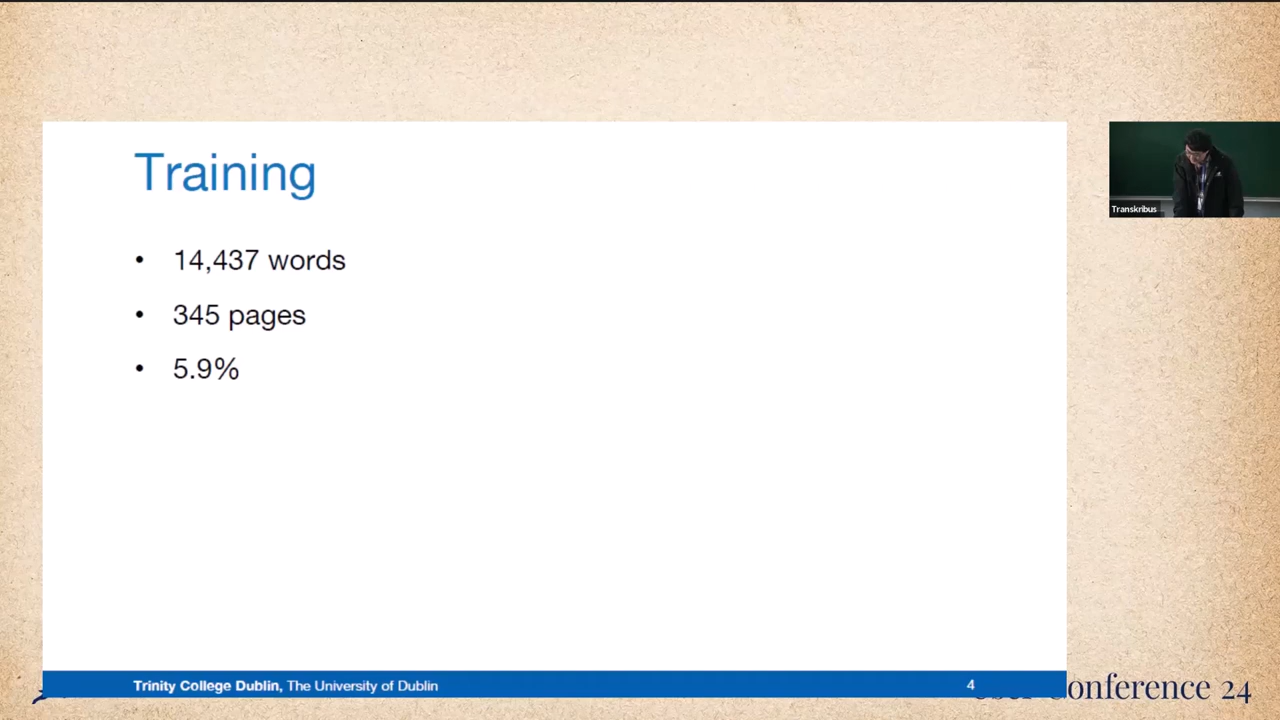 Training
• 14,437 words
• 345 pages
• 5.9%
Transkribus
Trinity College Dublin, The University of Dublin
4
Conference 24